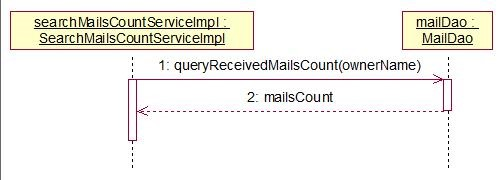 searchMailsCountServiceImpl :
SearchMailsCountServiceImpl
mailDao :
MailDao
1: queryReceivedMailsCount(ownerName)
2: mailsCount